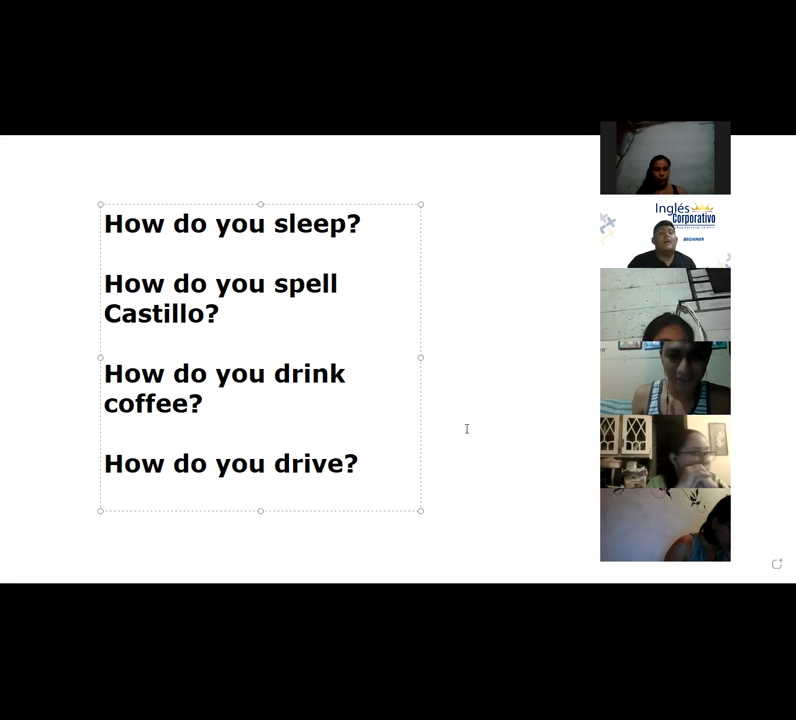 How do you sleep?
How do you spell
Castillo?
How do you drink
coffee?
How do you drive?
Inglés
Corporativo
BEGINNER